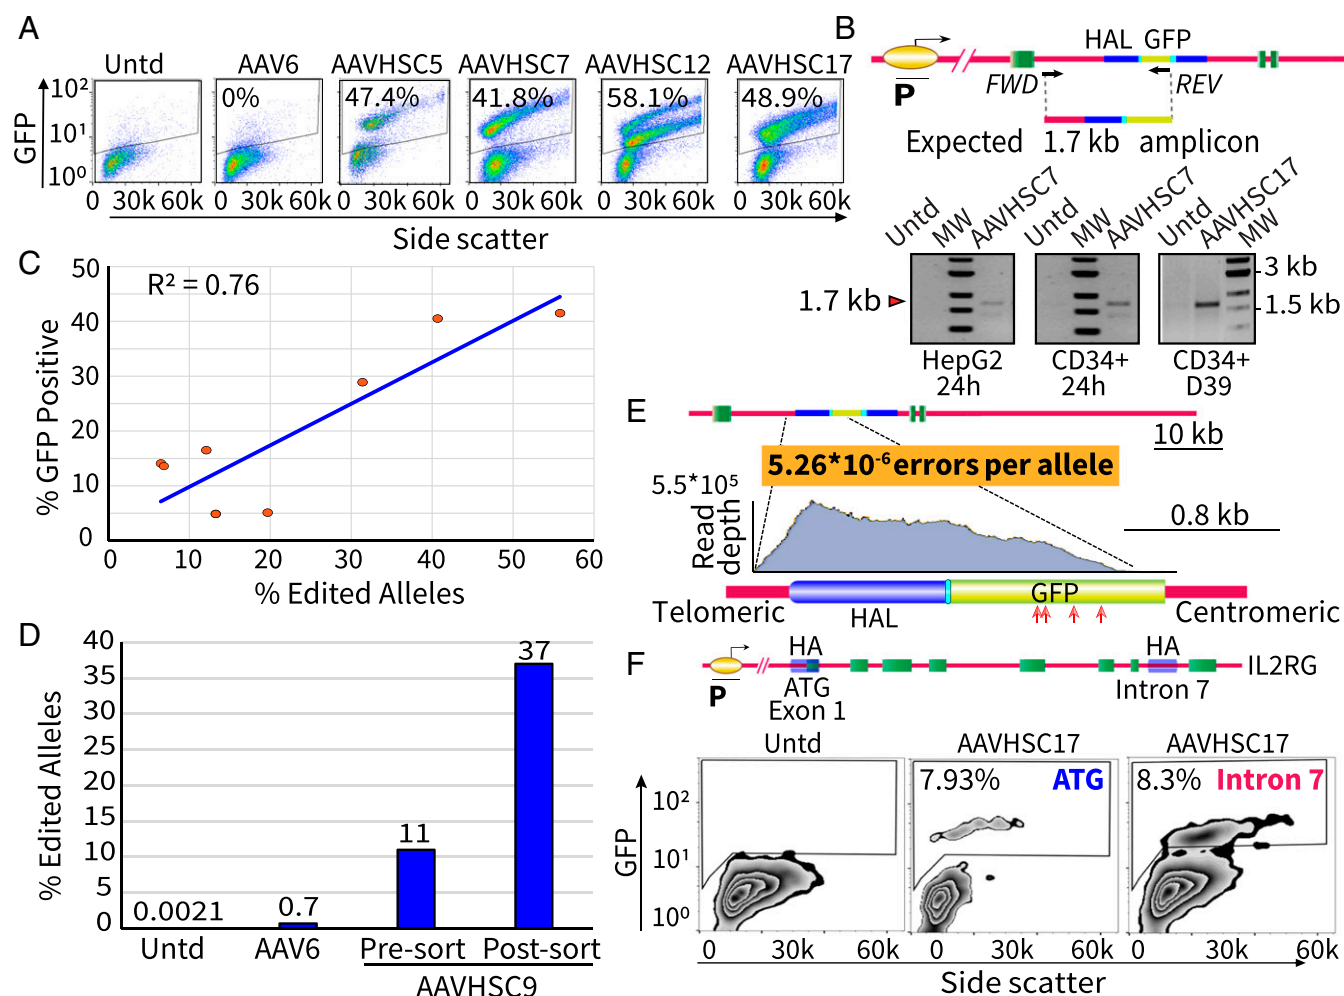 A
Untd AAV6 AAVHSC5 AAVHSC7 AAVHSC12 AAVHSC17
0% 47.4% 41.8% 58.1% 48.9%
GFP
10²
10¹
10⁰
0 30k 60k 0 30k 60k 0 30k 60k 0 30k 60k 0 30k 60k 0 30k 60k
Side scatter
B
HAL GFP
FWD REV
P
Expected 1.7 kb amplicon
Untd MW AAVHSC7 Untd MW AAVHSC7 Untd AAVHSC17 MW
3 kb
1.7 kb
1.5 kb
HepG2 CD34+ CD34+
24h 24h D39
C
R² = 0.76
% GFP Positive
50
40
30
20
10
0
0 10 20 30 40 50 60
% Edited Alleles
D
% Edited Alleles
40
35
30
25
20
15
10
5
0
0.0021 0.7 11 37
Untd AAV6 Pre-sort Post-sort
AAVHSC9
E
10 kb
5.26*10⁻⁶ errors per allele
5.5*10⁵
Read depth
0.8 kb
GFP
HAL
Telomeric Centromeric
F
HA HA
IL2RG
P
ATG Intron 7
Exon 1
Untd AAVHSC17 AAVHSC17
7.93% ATG 8.3% Intron 7
GFP
10²
10¹
10⁰
0 30k 60k 0 30k 60k 0 30k 60k
Side scatter